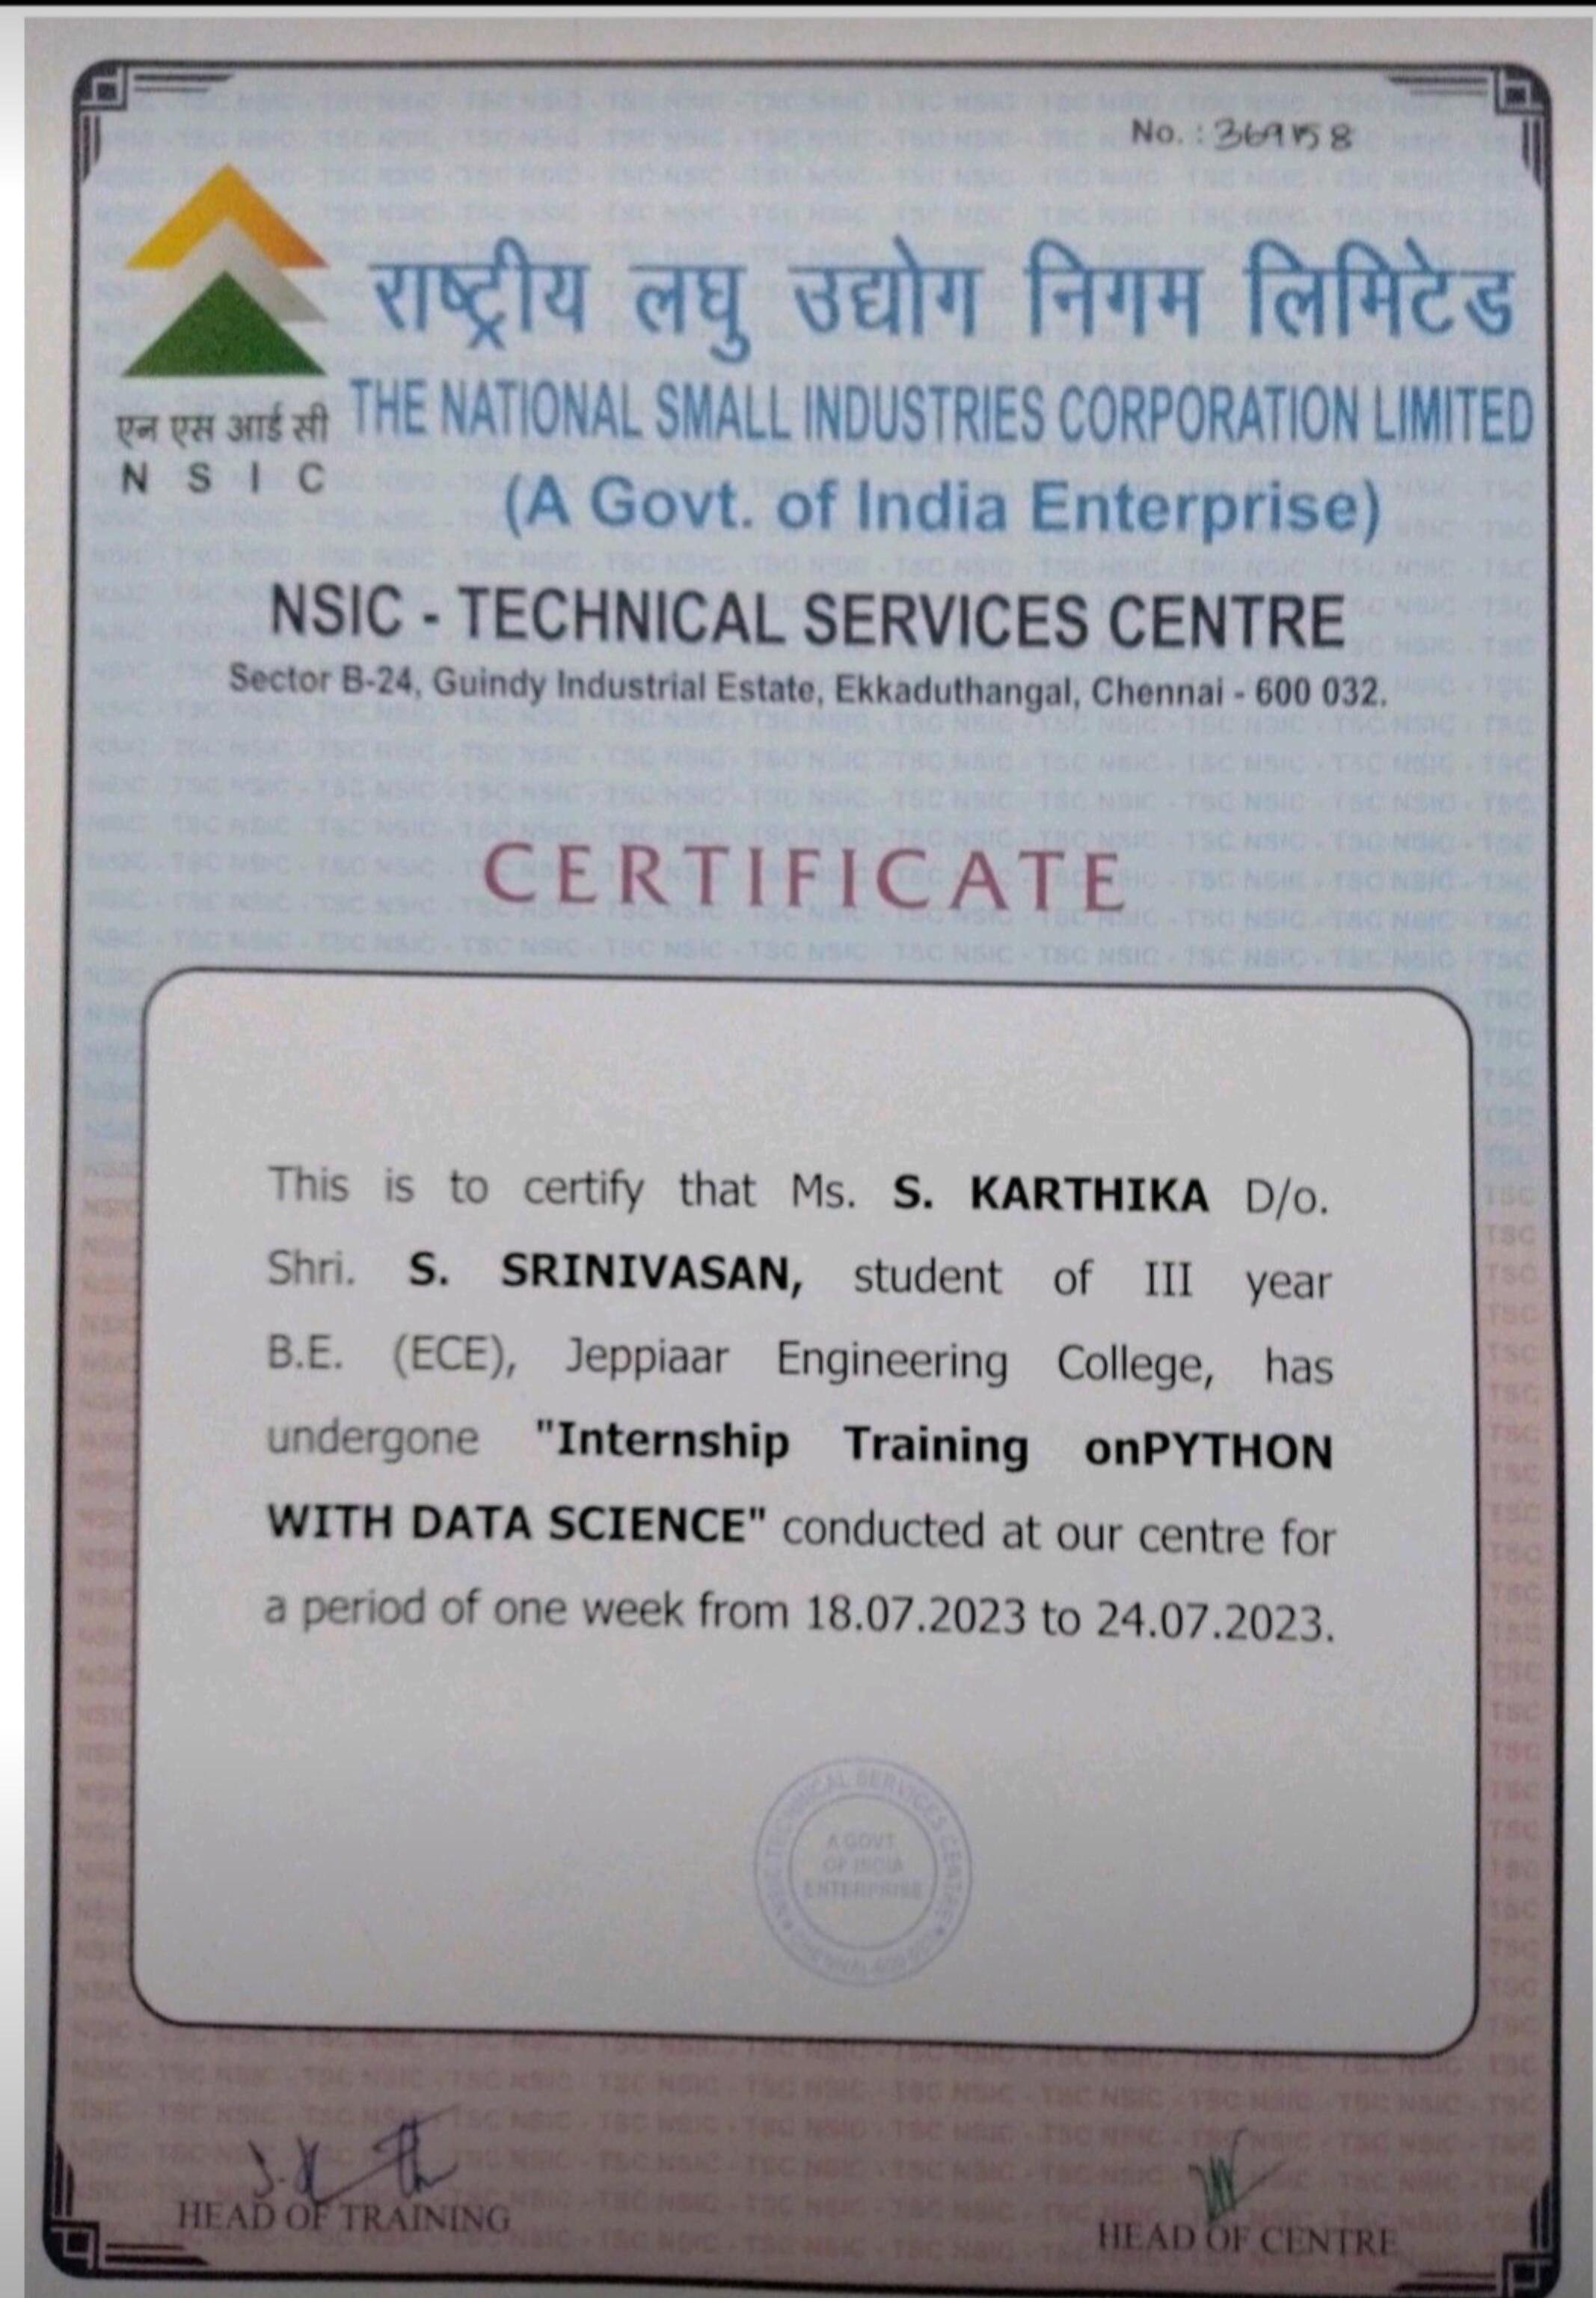 No. : 369158
राष्ट्रीय लघु उद्योग निगम लिमिटेड
एन एस आई सी
N S I C
THE NATIONAL SMALL INDUSTRIES CORPORATION LIMITED
(A Govt. of India Enterprise)
NSIC - TECHNICAL SERVICES CENTRE
Sector B-24, Guindy Industrial Estate, Ekkaduthangal, Chennai - 600 032.
CERTIFICATE
This is to certify that Ms. S. KARTHIKA D/o.
Shri. S. SRINIVASAN, student of III year
B.E. (ECE), Jeppiaar Engineering College, has
undergone "Internship Training onPYTHON
WITH DATA SCIENCE" conducted at our centre for
a period of one week from 18.07.2023 to 24.07.2023.
NSIC TECHNICAL SERVICES CENTRE
A GOVT.
OF INDIA
ENTERPRISE
HEAD OF TRAINING
HEAD OF CENTRE